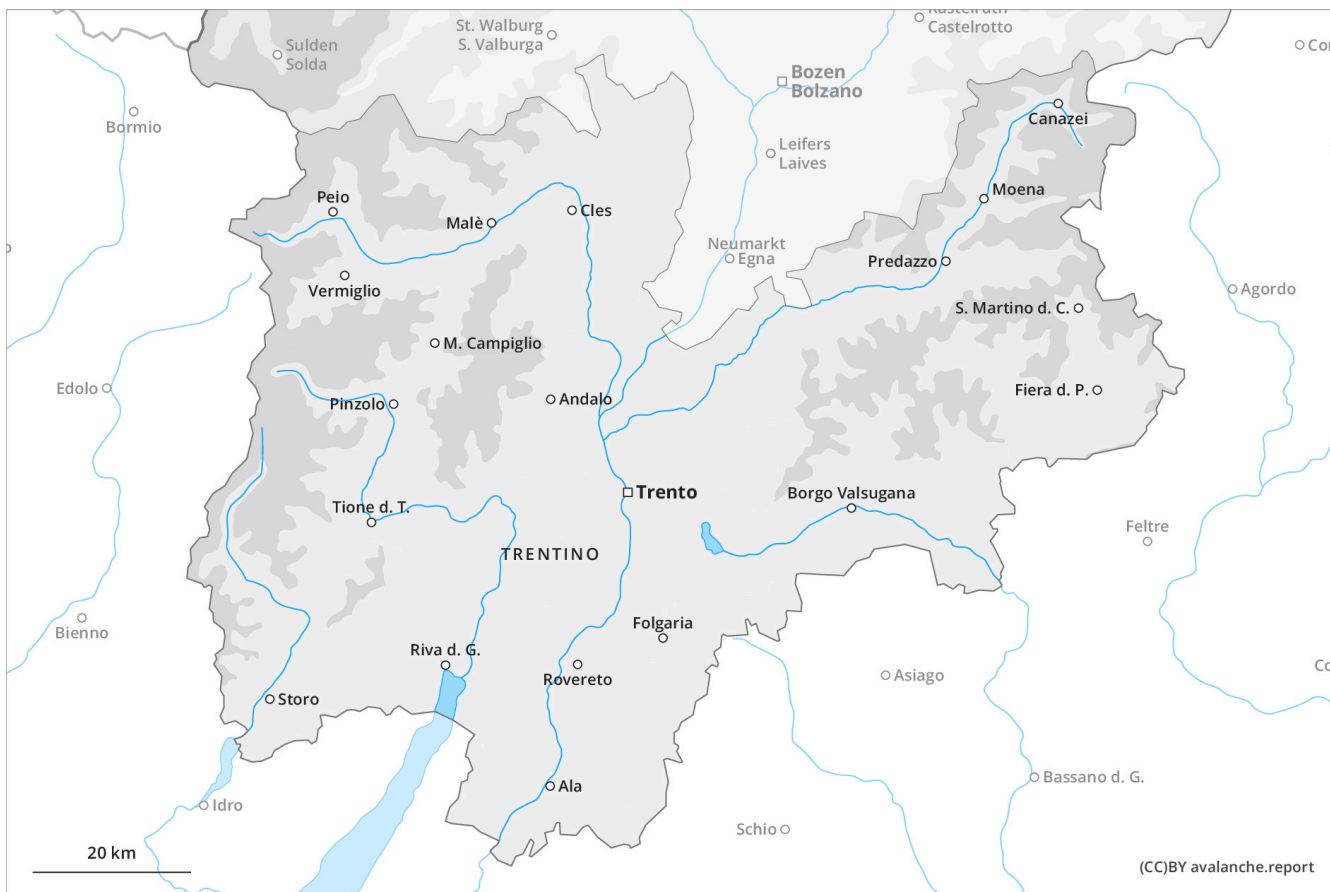 St. Walburg
S. Valburga
Castelrotto
Sulden
Solda
Bozen
Bolzano
Bormio
Canazei
Leifers
Laives
Moena
Peio
Malè
Cles
Neumarkt
Egna
Predazzo
Vermiglio
Agordo
S. Martino d. C.
M. Campiglio
Edolo
Fiera d. P.
Pinzolo
Andalo
Trento
Borgo Valsugana
Tione d. T.
Feltre
TRENTINO
Bienno
Folgaria
Riva d. G.
Rovereto
Asiago
Storo
Bassano d. G.
Ala
Idro
Schio
20 km
(CC)BY avalanche.report